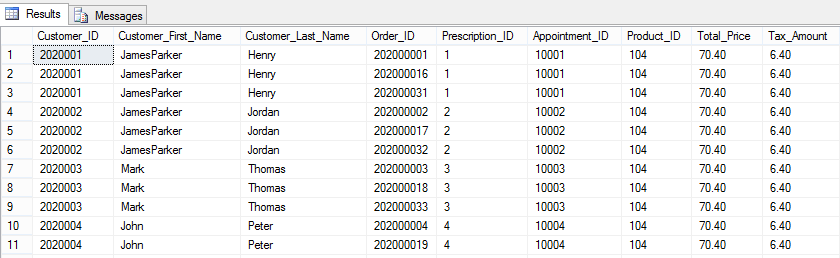 Results Messages
Customer_ID Customer_First_Name Customer_Last_Name Order_ID Prescription_ID Appointment_ID Product_ID Total_Price Tax_Amount
1 2020001 JamesParker Henry 202000001 1 10001 104 70.40 6.40
2 2020001 JamesParker Henry 202000016 1 10001 104 70.40 6.40
3 2020001 JamesParker Henry 202000031 1 10001 104 70.40 6.40
4 2020002 JamesParker Jordan 202000002 2 10002 104 70.40 6.40
5 2020002 JamesParker Jordan 202000017 2 10002 104 70.40 6.40
6 2020002 JamesParker Jordan 202000032 2 10002 104 70.40 6.40
7 2020003 Mark Thomas 202000003 3 10003 104 70.40 6.40
8 2020003 Mark Thomas 202000018 3 10003 104 70.40 6.40
9 2020003 Mark Thomas 202000033 3 10003 104 70.40 6.40
10 2020004 John Peter 202000004 4 10004 104 70.40 6.40
11 2020004 John Peter 202000019 4 10004 104 70.40 6.40